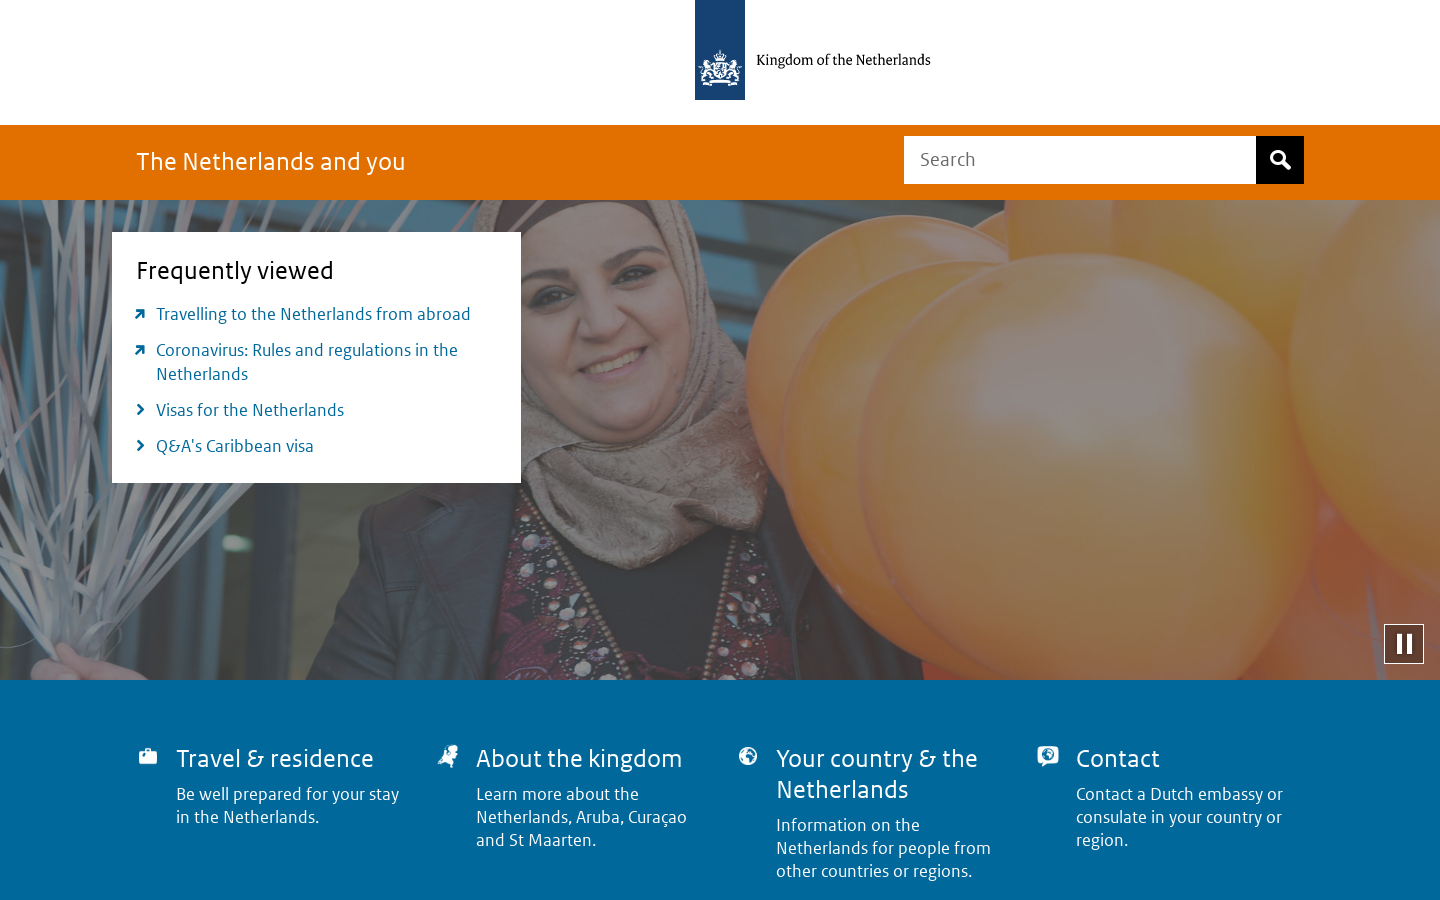 Kingdom of the Netherlands
The Netherlands and you
Search
Frequently viewed
Travelling to the Netherlands from abroad
Coronavirus: Rules and regulations in the
Netherlands
Visas for the Netherlands
Q&A's Caribbean visa
Travel & residence
Be well prepared for your stay
in the Netherlands.
About the kingdom
Learn more about the
Netherlands, Aruba, Curaçao
and St Maarten.
Your country & the
Netherlands
Information on the
Netherlands for people from
other countries or regions.
Contact
Contact a Dutch embassy or
consulate in your country or
region.